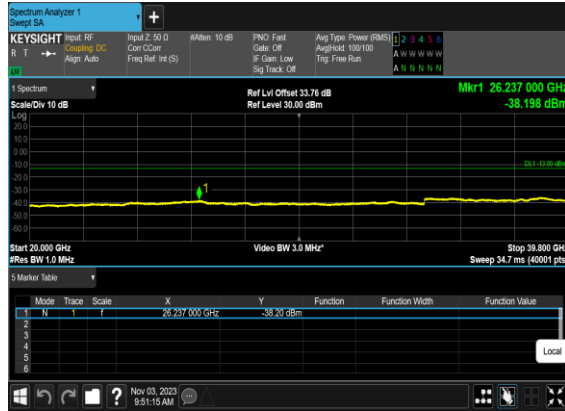 Spectrum Analyzer 1
Swept SA
+
KEYSIGHT
R T
LVI
Input: RF
Coupling: DC
Align: Auto
Input Z: 50 Ω
Corr CCorr
Freq Ref: Int (S)
#Atten: 10 dB
PNO: Fast
Gate: Off
IF Gain: Low
Sig Track: Off
Avg Type: Power (RMS)
Avg|Hold: 100/100
Trig: Free Run
1 2 3 4 5 6
A W W W W W
A N N N N N
1 Spectrum
Scale/Div 10 dB
Ref Lvl Offset 33.76 dB
Ref Level 30.00 dBm
Mkr1 26.237 000 GHz
-38.198 dBm
Log
20.0
10.0
0.00
-10.0
-20.0
-30.0
-40.0
-50.0
-60.0
DL1 -13.00 dBm
1
Start 20.000 GHz
#Res BW 1.0 MHz
Video BW 3.0 MHz*
Stop 39.800 GHz
Sweep 34.7 ms (40001 pts)
5 Marker Table
Mode Trace Scale X Y Function Function Width Function Value
1 N 1 f 26.237 000 GHz -38.20 dBm
2
3
4
5
6
Local
?
Nov 03, 2023
9:51:15 AM